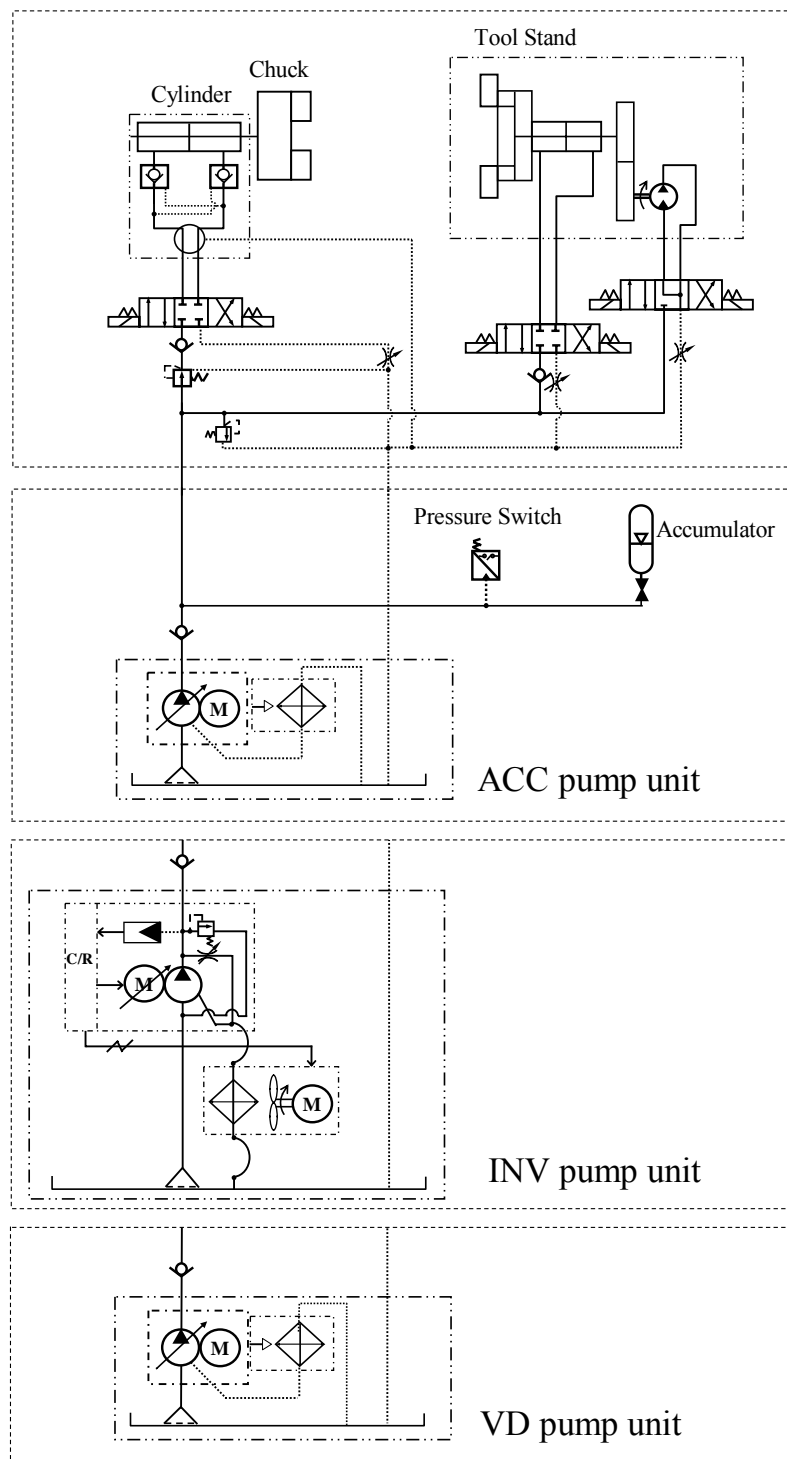 Tool Stand
Chuck
Cylinder
Pressure Switch
Accumulator
M
ACC pump unit
C/R
M
M
INV pump unit
M
VD pump unit